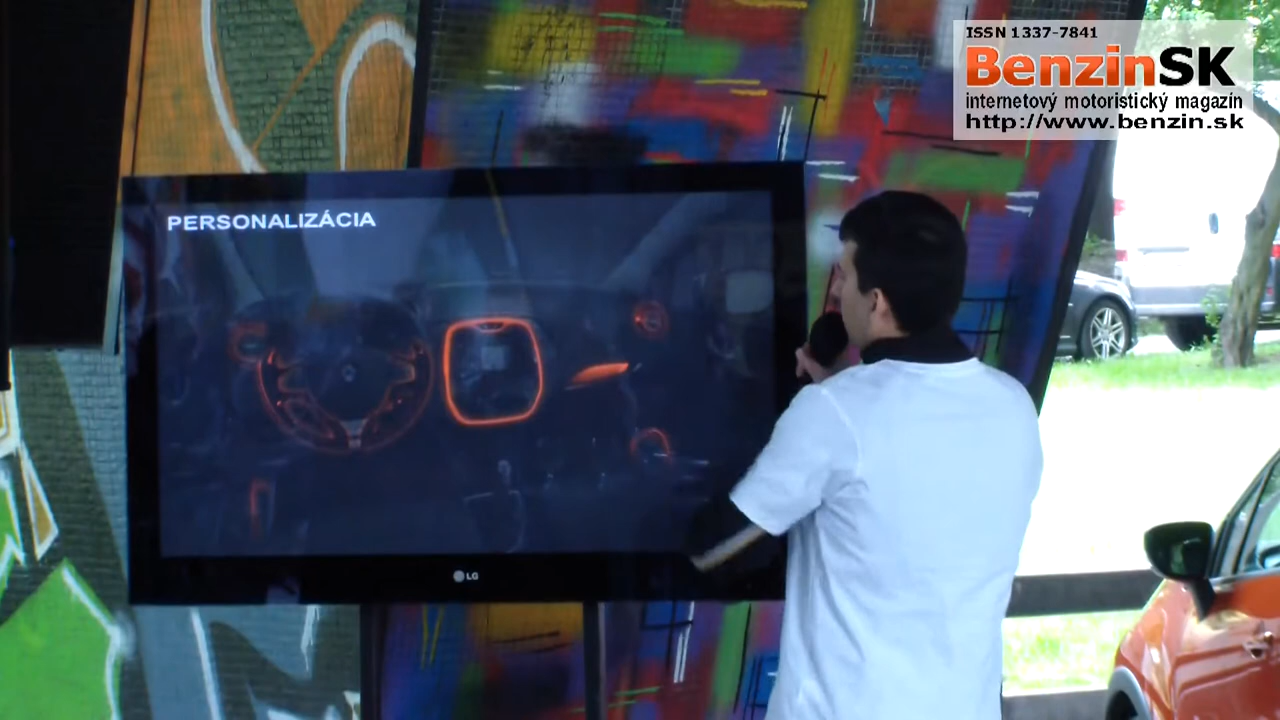 ISSN 1337-7841
BenzinSK
internetový motoristický magazín
http://www.benzin.sk
PERSONALIZÁCIA
LG